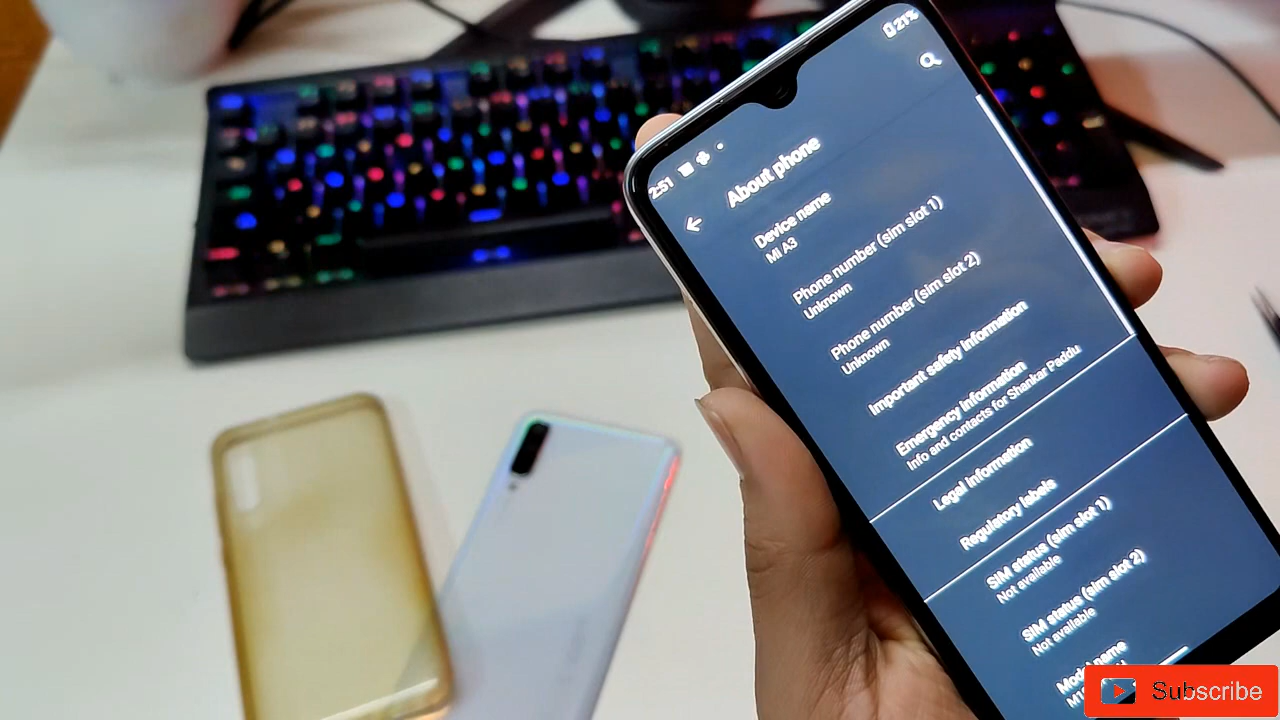 2:51
21%
About phone
Device name
Mi A3
Phone number (sim slot 1)
Unknown
Phone number (sim slot 2)
Unknown
Important safety information
Emergency information
Info and contacts for Shankar Paddu
Legal information
Regulatory labels
SIM status (sim slot 1)
Not available
SIM status (sim slot 2)
Not available
Model name
Subscribe